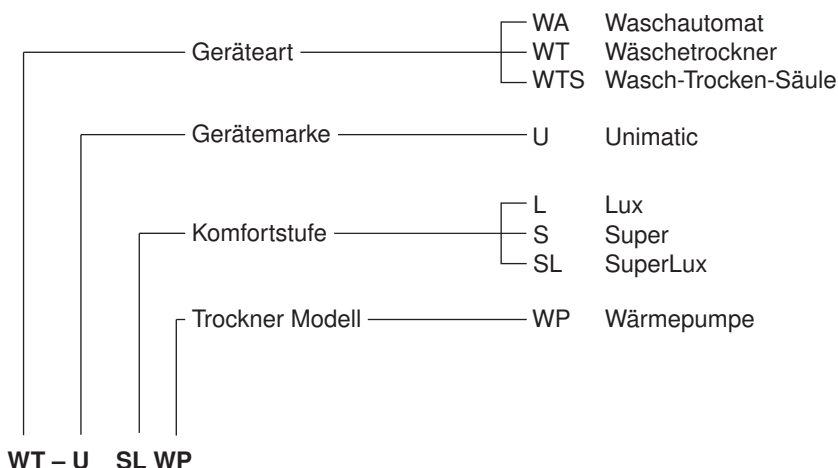 WA Waschautomat
Geräteart WT Wäschetrockner
WTS Wasch-Trocken-Säule
Gerätemarke U Unimatic
L Lux
Komfortstufe S Super
SL SuperLux
Trockner Modell WP Wärmepumpe
WT – U SL WP